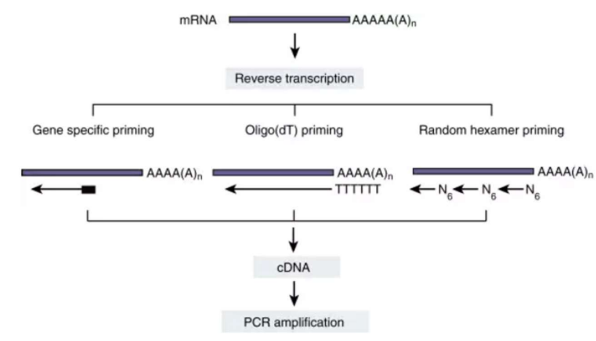 mRNA AAAAA(A)n
Reverse transcription
Gene specific priming Oligo(dT) priming Random hexamer priming
AAAA(A)n AAAA(A)n AAAA(A)n
TTTTTT N6 N6 N6
cDNA
PCR amplification